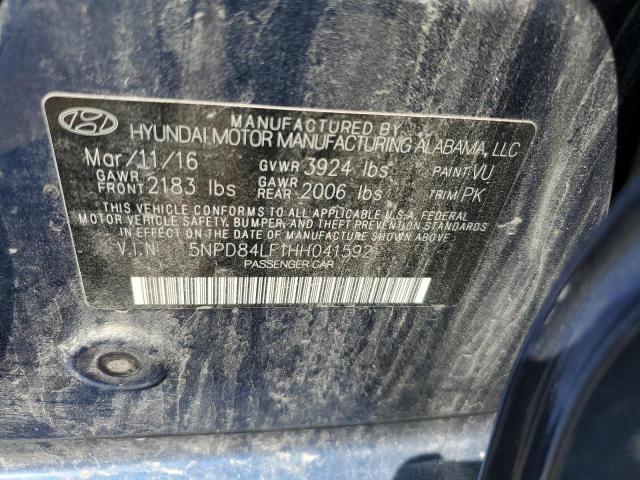 MANUFACTURED BY
HYUNDAI MOTOR MANUFACTURING ALABAMA, LLC
Mar/11/16 GVWR 3924 lbs PAINT VU
GAWR FRONT 2183 lbs GAWR REAR 2006 lbs TRIM PK
THIS VEHICLE CONFORMS TO ALL APPLICABLE U.S.A. FEDERAL
MOTOR VEHICLE SAFETY, BUMPER, AND THEFT PREVENTION STANDARDS
IN EFFECT ON THE DATE OF MANUFACTURE SHOWN ABOVE.
V.I.N 5NPD84LF1HH041592
PASSENGER CAR